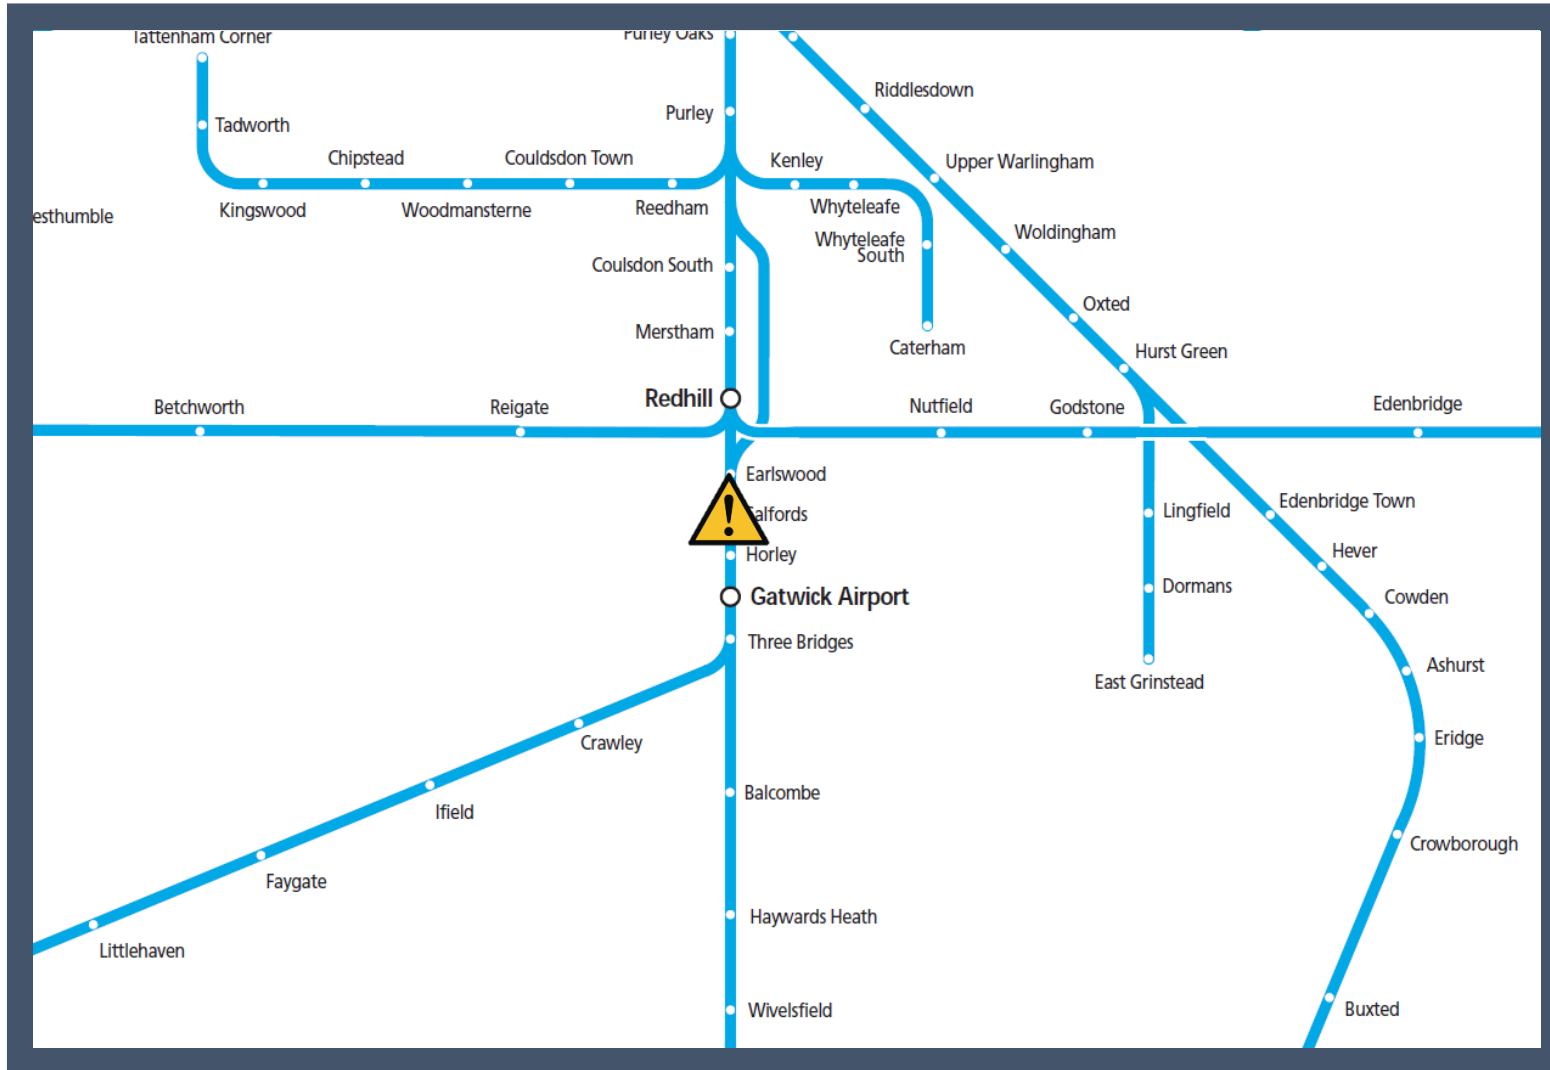 Tattenham Corner
Purley Oaks
Riddlesdown
Purley
Tadworth
Chipstead
Couldsdon Town
Kenley
Upper Warlingham
Kingswood
Woodmansterne
Reedham
Whyteleafe
esthumble
Whyteleafe
South
Woldingham
Coulsdon South
Oxted
Merstham
Caterham
Hurst Green
Redhill
Betchworth
Reigate
Nutfield
Godstone
Edenbridge
Earlswood
!
Salfords
Lingfield
Edenbridge Town
Horley
Hever
Gatwick Airport
Dormans
Cowden
Three Bridges
Ashurst
East Grinstead
Crawley
Eridge
Balcombe
Ifield
Crowborough
Faygate
Haywards Heath
Littlehaven
Wivelsfield
Buxted